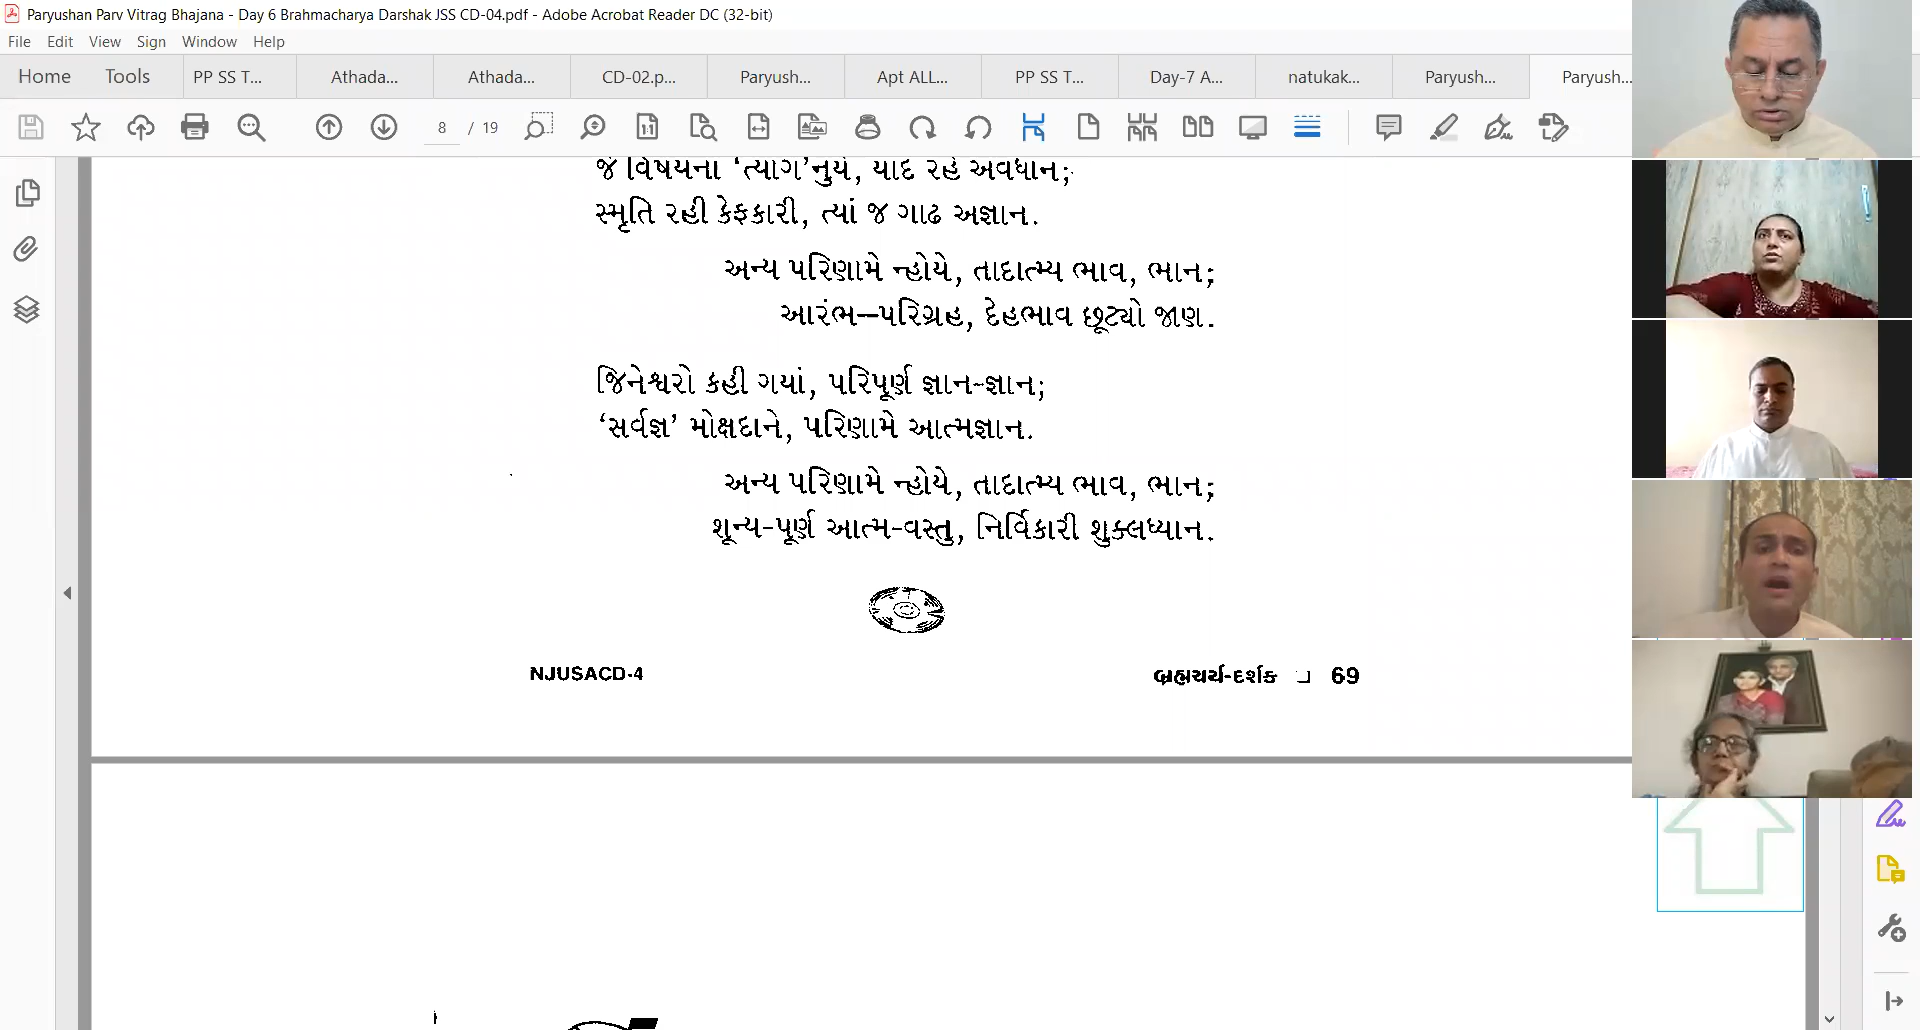 Paryushan Parv Vitrag Bhajana - Day 6 Brahmacharya Darshak JSS CD-04.pdf - Adobe Acrobat Reader DC (32-bit)
File Edit View Sign Window Help
Home Tools PP SS T... Athada... Athada... CD-02.p... Paryush... Apt ALL... PP SS T... Day-7 A... natukak... Paryush... Paryush...
8 / 19
જે વિષયના ‘ત્યાગ’નુયે, યાદ રહે અવધાન;
સ્મૃતિ રહી કેફકારી, ત્યાં જ ગાઢ અજ્ઞાન.
અન્ય પરિણામે ન્હોયે, તાદાત્મ્ય ભાવ, ભાન;
આરંભ—પરિગ્રહ, દેહભાવ છૂટ્યો જાણ.
જિનેશ્વરો કહી ગયાં, પરિપૂર્ણ જ્ઞાન-જ્ઞાન;
‘સર્વજ્ઞ’ મોક્ષદાને, પરિણામે આત્મજ્ઞાન.
અન્ય પરિણામે ન્હોયે, તાદાત્મ્ય ભાવ, ભાન;
શૂન્ય-પૂર્ણ આત્મ-વસ્તુ, નિર્વિકારી શુક્લધ્યાન.
NJUSACD-4 બ્રહ્મચર્ય-દર્શક 69